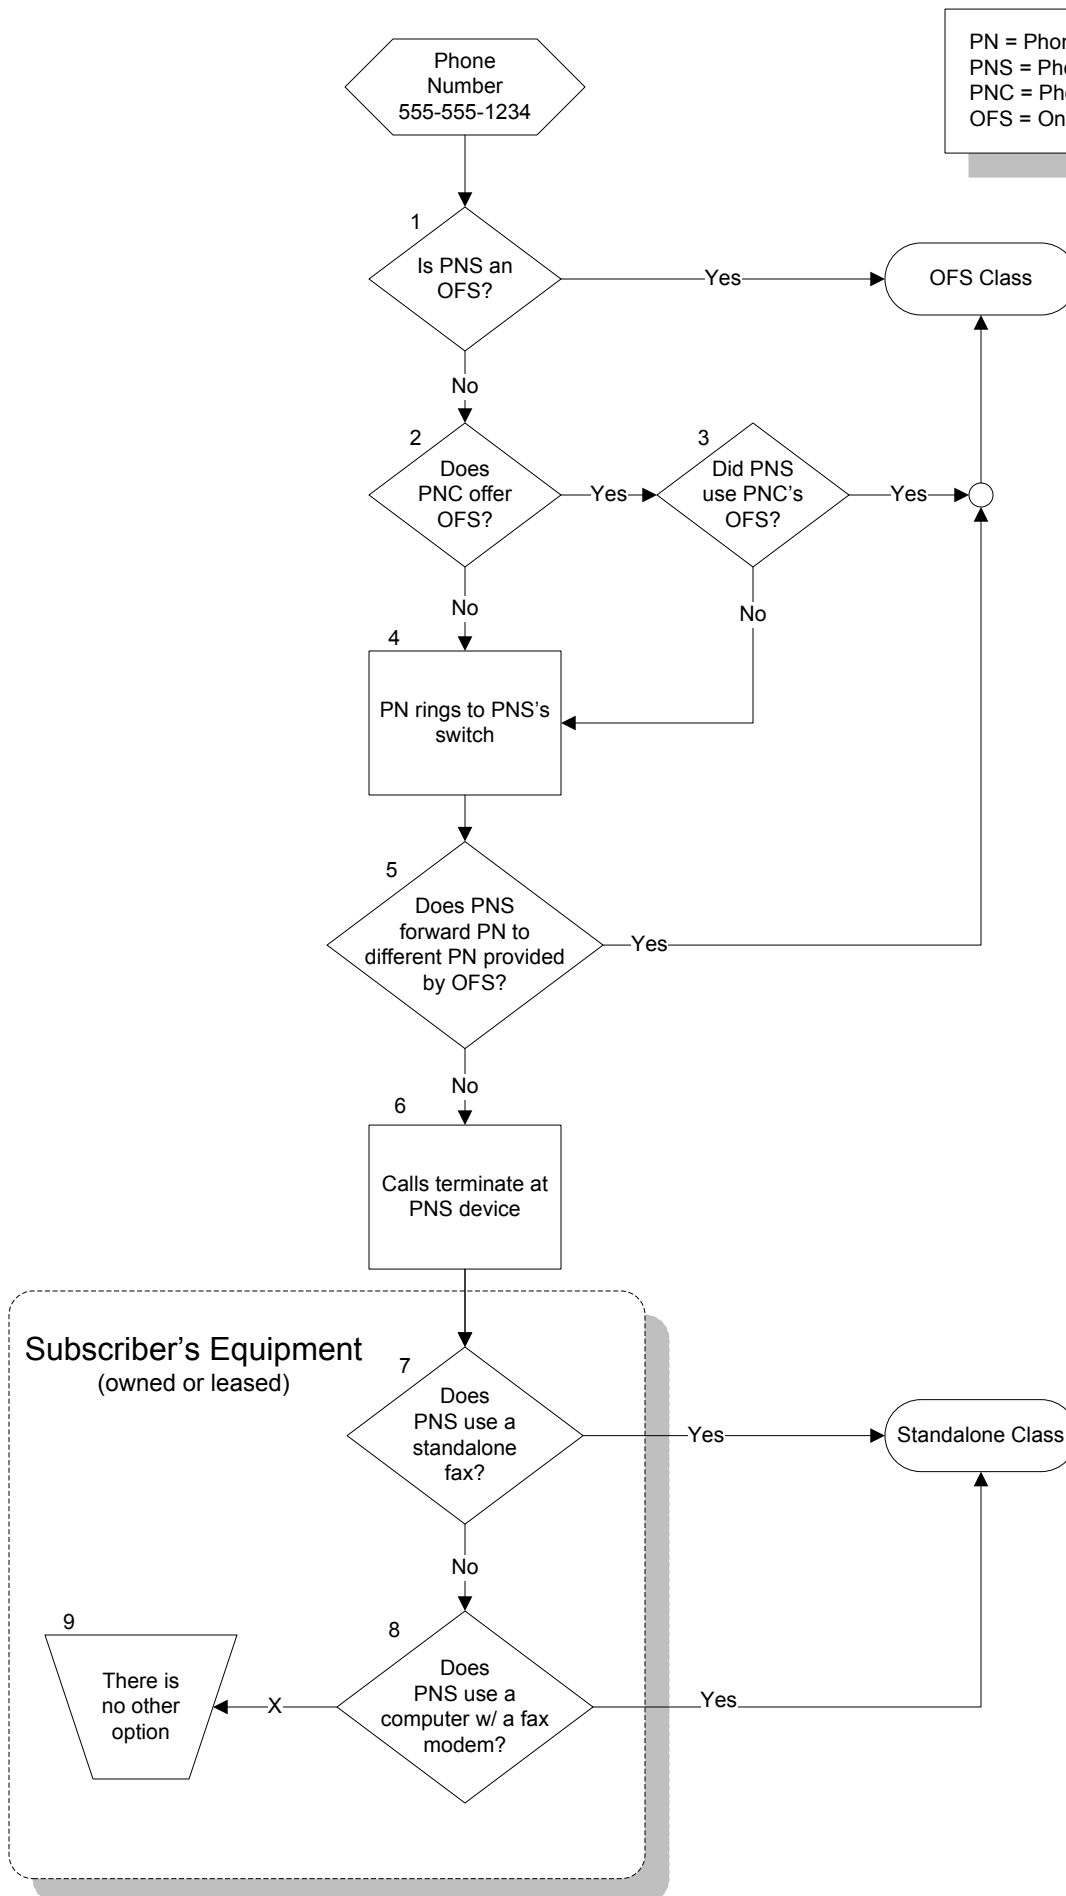 Phone
Number
555-555-1234
PN =
PNS =
PNC =
OFS =
1
Is PNS an
OFS?
Yes
OFS Class
No
2
Does
PNC offer
OFS?
Yes
3
Did PNS
use PNC's
OFS?
Yes
No
No
4
PN rings to PNS's
switch
5
Does PNS
forward PN to
different PN provided
by OFS?
Yes
No
6
Calls terminate at
PNS device
Subscriber's Equipment
(owned or leased)
7
Does
PNS use a
standalone
fax?
Yes
Standalone Class
No
9
There is
no other
option
X
8
Does
PNS use a
computer w/ a fax
modem?
Yes